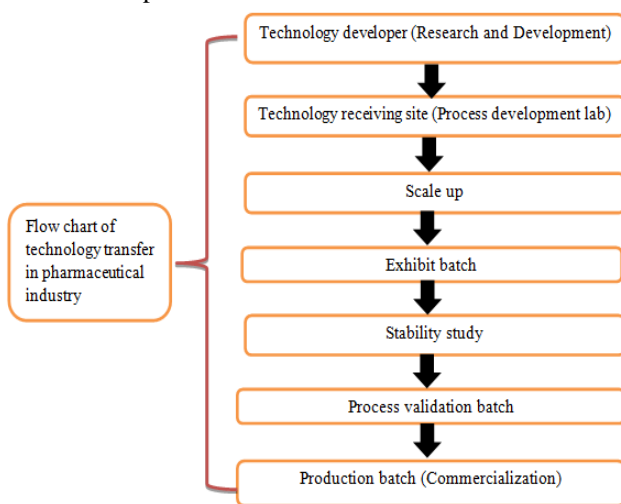 Technology developer (Research and Development)
Technology receiving site (Process development lab)
Scale up
Flow chart of
technology transfer
in pharmaceutical
industry
Exhibit batch
Stability study
Process validation batch
Production batch (Commercialization)